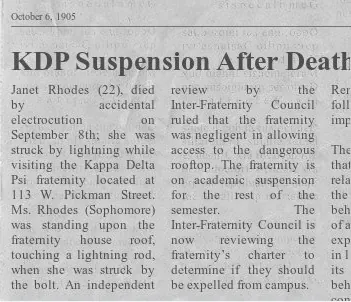 October 6, 1905
KDP Suspension After Death
Janet Rhodes (22), died
by accidental
electrocution on
September 8th; she was
struck by lightning while
visiting the Kappa Delta
Psi fraternity located at
113 W. Pickman Street.
Ms. Rhodes (Sophomore)
was standing upon the
fraternity house roof,
touching a lightning rod,
when she was struck by
the bolt. An independent
review by the
Inter-Fraternity Council
ruled that the fraternity
was negligent in allowing
access to the dangerous
rooftop. The fraternity is
on academic suspension
for the rest of the
semester. The
Inter-Fraternity Council is
now reviewing the
fraternity's charter to
determine if they should
be expelled from campus.